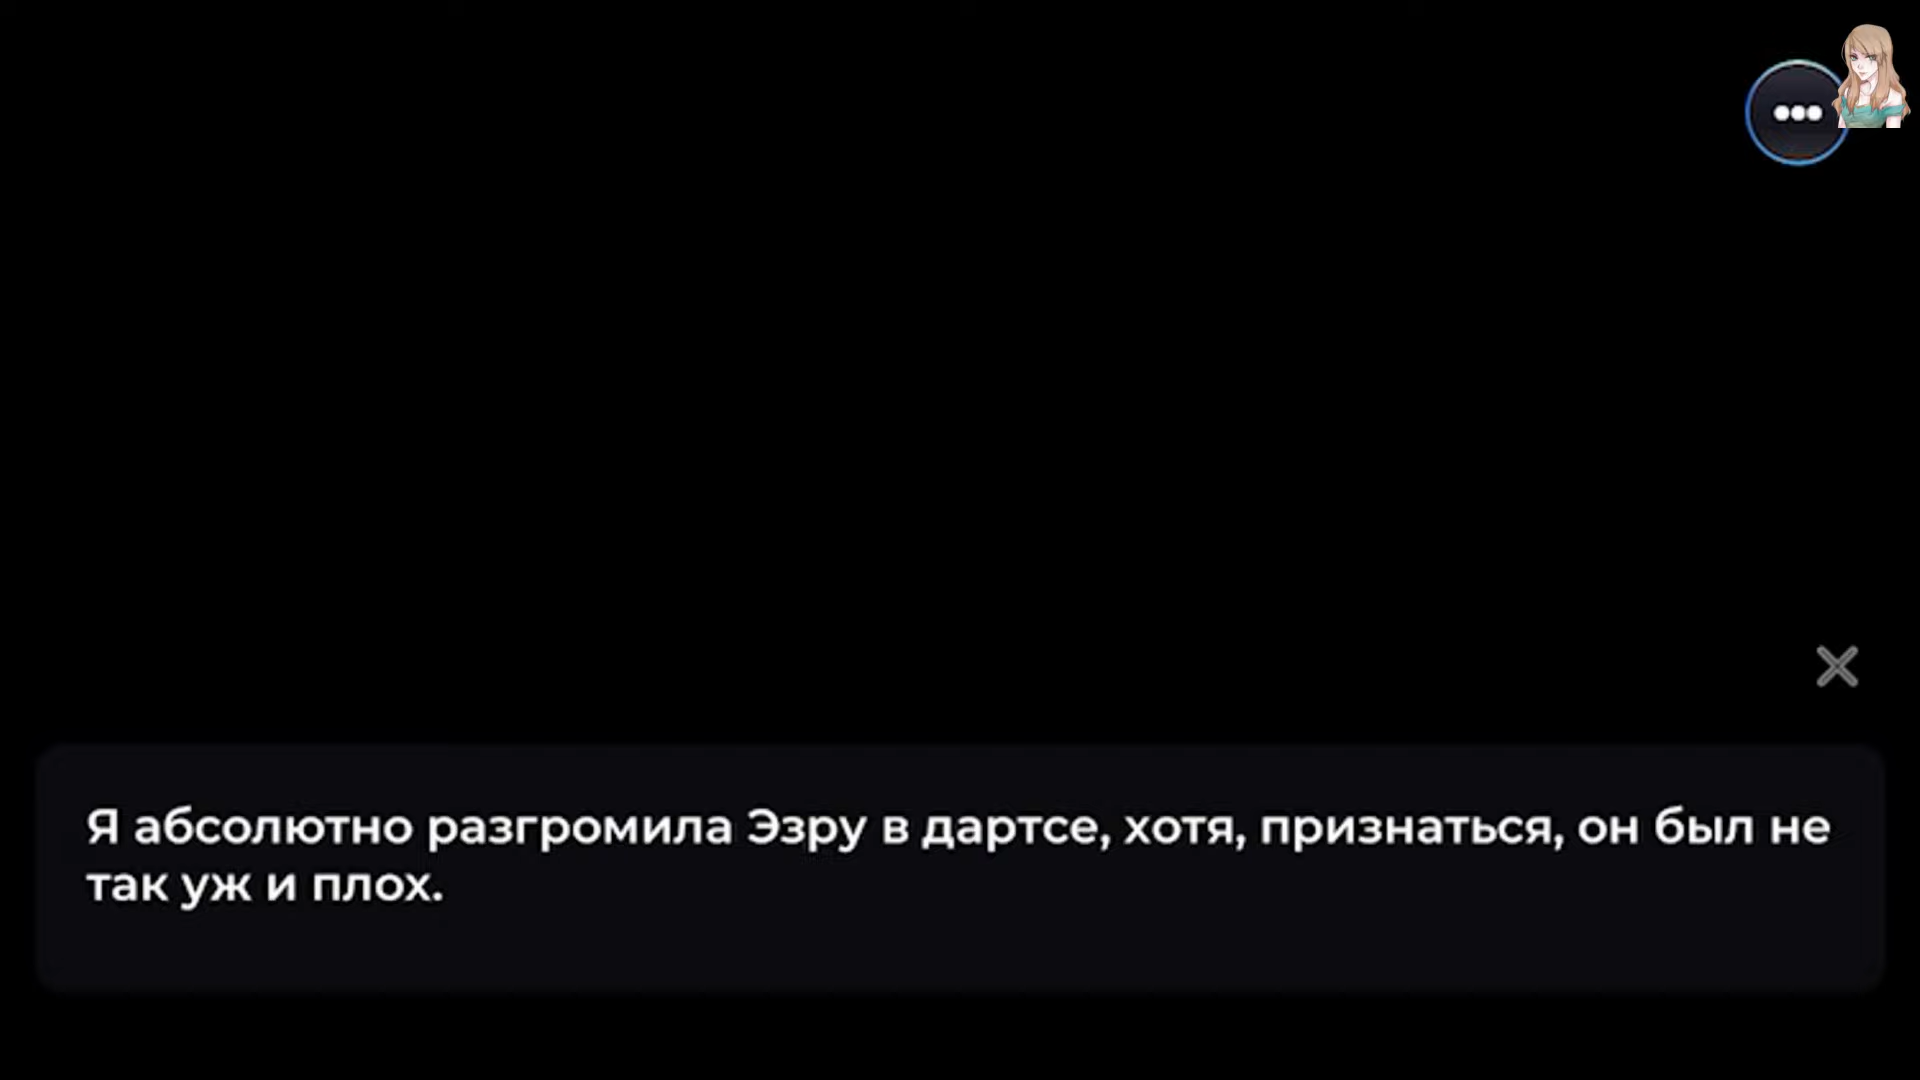 Я абсолютно разгромила Эзру в дартсе, хотя, признаться, он был не
так уж и плох.